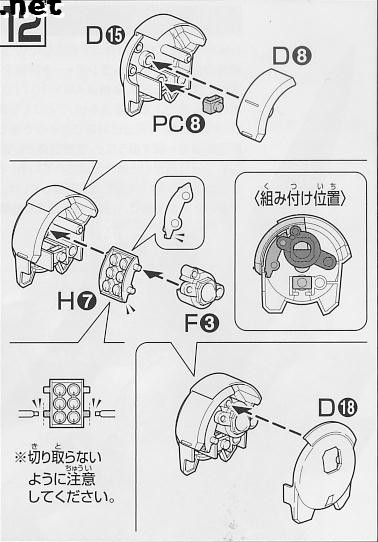 .net
12
D⑮
D⑧
PC⑧
く つ い ち
〈組み付け位置〉
H⑦
F③
D⑱
き と
※切り取らない
ちゅうい
ように注意
してください。